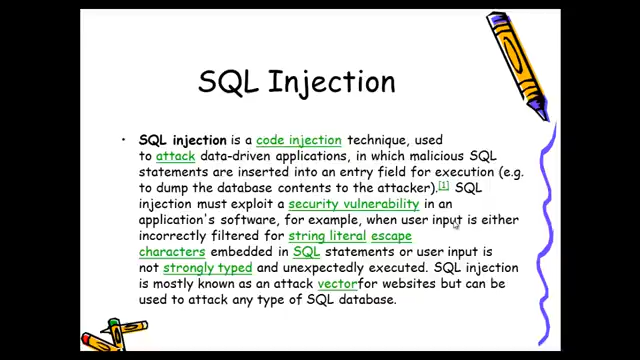 SQL Injection
• SQL injection is a code injection technique, used
to attack data-driven applications, in which malicious SQL
statements are inserted into an entry field for execution (e.g.
to dump the database contents to the attacker).[1] SQL
injection must exploit a security vulnerability in an
application's software, for example, when user input is either
incorrectly filtered for string literal escape
characters embedded in SQL statements or user input is
not strongly typed and unexpectedly executed. SQL injection
is mostly known as an attack vectorfor websites but can be
used to attack any type of SQL database.